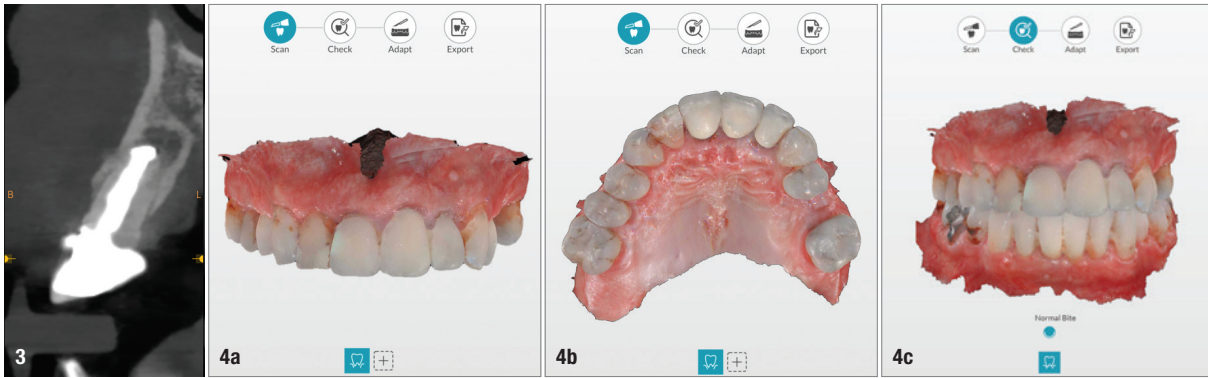 B
L
3
Scan
Check
Adapt
Export
4a
Scan
Check
Adapt
Export
4b
Scan
Check
Adapt
Export
Normal Bite
4c